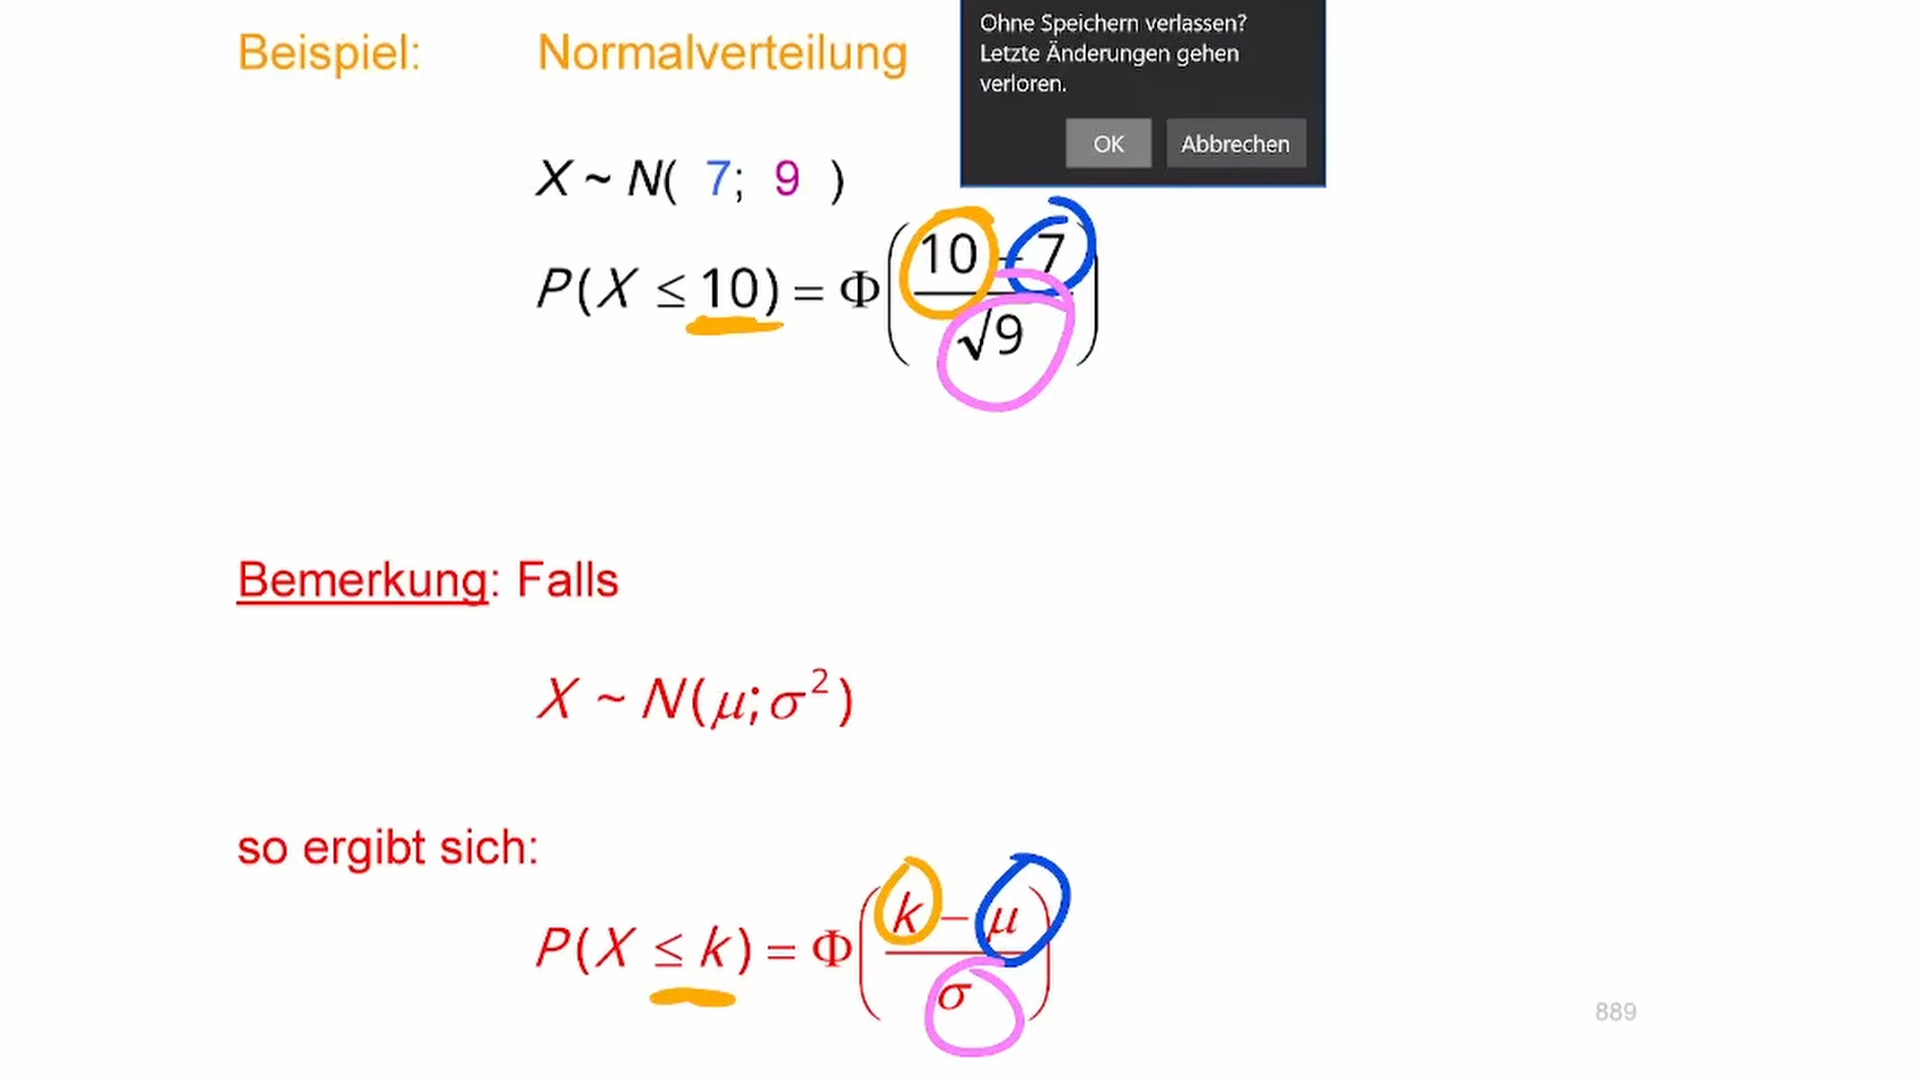 Beispiel: Normalverteilung
Ohne Speichern verlassen?
Letzte Änderungen gehen
verloren.
OK Abbrechen
X ~ N( 7; 9 )
P(X ≤ 10) = Φ((10 − 7)/√9)
Bemerkung: Falls
X ~ N(μ; σ²)
so ergibt sich:
P(X ≤ k) = Φ((k − μ)/σ)
889